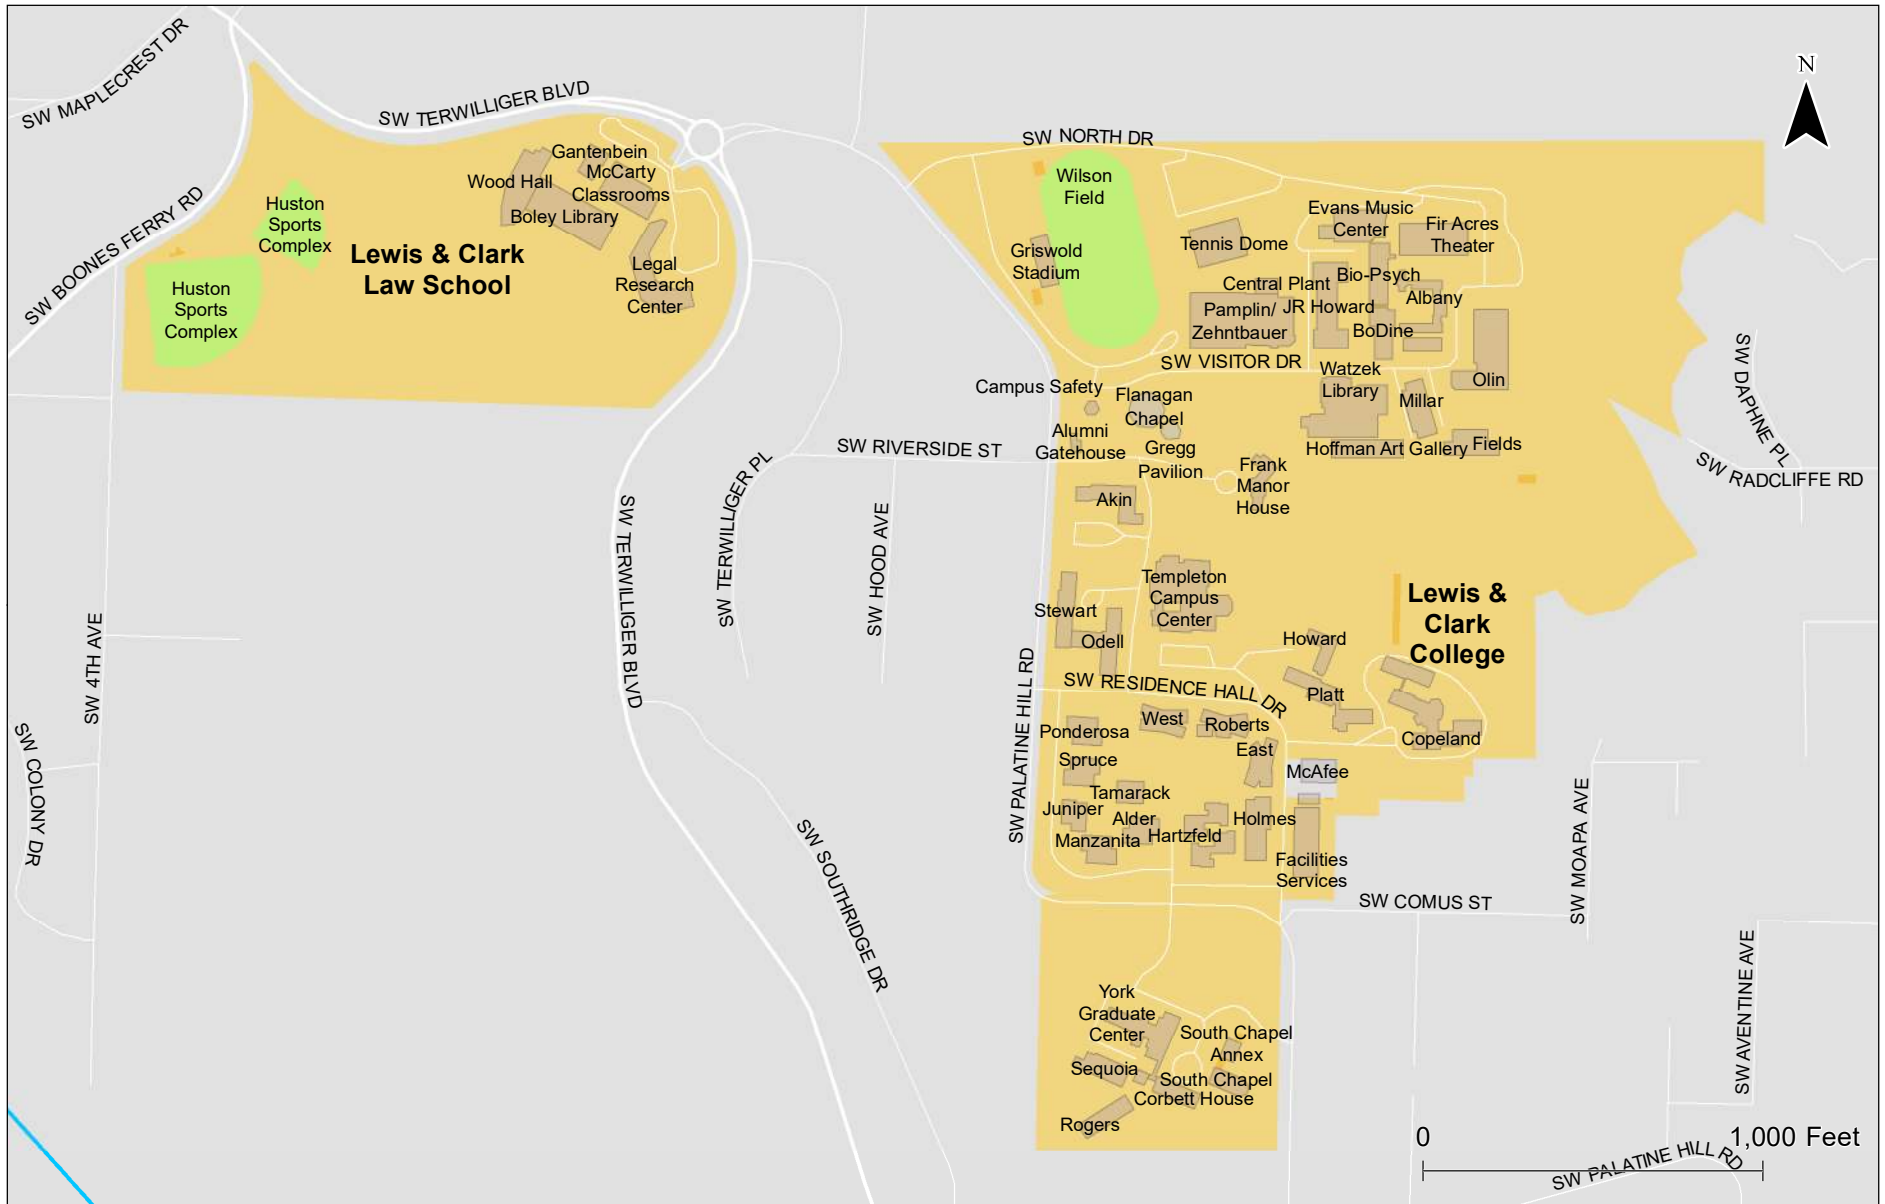 SW MAPLECREST DR
SW TERWILLIGER BLVD
N
SW NORTH DR
Gantenbein
McCarty
Classrooms
Wood Hall
Boley Library
Wilson
Field
SW BOONES FERRY RD
Huston
Sports
Complex
Lewis & Clark
Law School
Legal
Research
Center
Huston
Sports
Complex
Griswold
Stadium
Tennis Dome
Evans Music
Center
Fir Acres
Theater
Central Plant
Bio-Psych
Albany
Pamplin/
Zehntbauer
JR Howard
BoDine
SW VISITOR DR
Watzek
Library
Olin
Millar
SW DAPHNE PL
Campus Safety
Flanagan
Chapel
Alumni
Gatehouse
Gregg
Pavilion
Hoffman Art Gallery
Fields
SW RADCLIFFE RD
SW RIVERSIDE ST
Frank
Manor
House
Akin
SW TERWILLIGER PL
SW HOOD AVE
SW TERWILLIGER BLVD
Templeton
Campus
Center
Stewart
Odell
Lewis &
Clark
College
Howard
Platt
Copeland
SW 4TH AVE
SW PALATINE HILL RD
SW RESIDENCE HALL DR
West
Roberts
Ponderosa
East
Spruce
McAfee
Tamarack
Juniper
Alder
Manzanita
Hartzfeld
Holmes
Facilities
Services
SW COLONY DR
SW SOUTHRIDGE DR
SW COMUS ST
SW MOAPA AVE
SW AVENTINE AVE
York
Graduate
Center
South Chapel
Annex
Sequoia
South Chapel
Corbett House
Rogers
0
1,000 Feet
SW PALATINE HILL RD